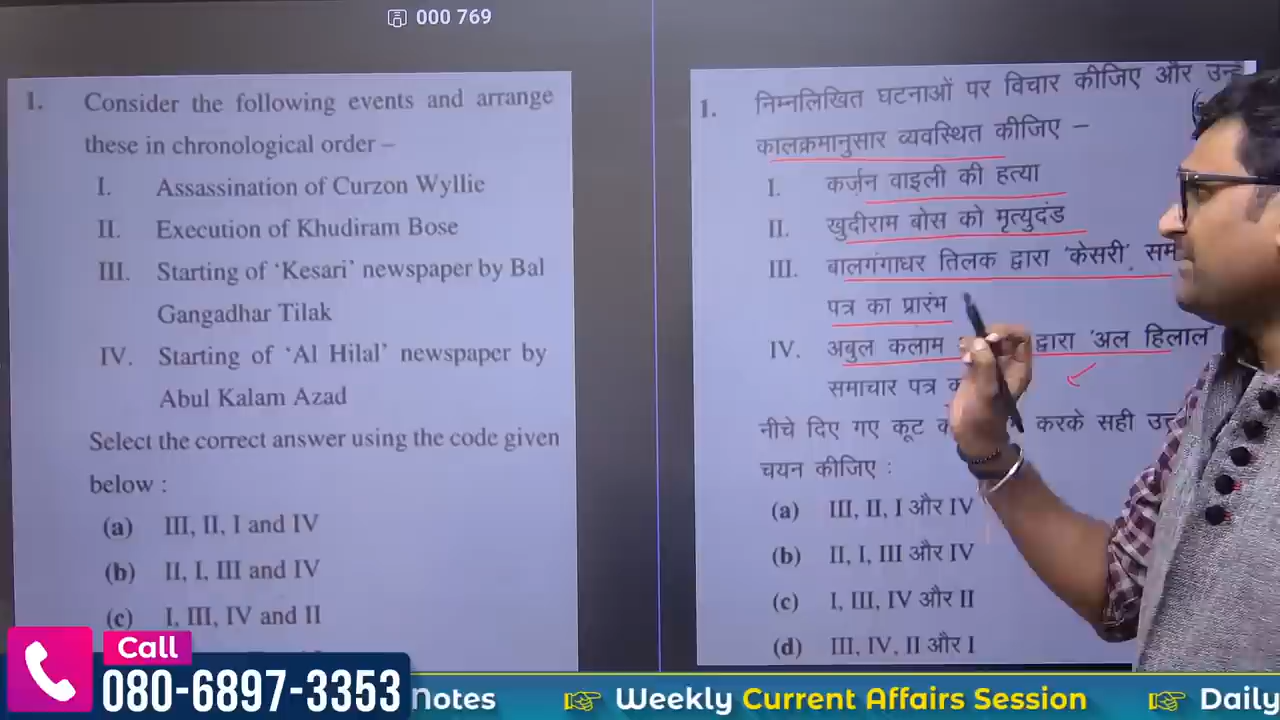 000 769
1. Consider the following events and arrange
these in chronological order –
I. Assassination of Curzon Wyllie
II. Execution of Khudiram Bose
III. Starting of ‘Kesari’ newspaper by Bal
Gangadhar Tilak
IV. Starting of ‘Al Hilal’ newspaper by
Abul Kalam Azad
Select the correct answer using the code given
below :
(a) III, II, I and IV
(b) II, I, III and IV
(c) I, III, IV and II
1. निम्नलिखित घटनाओं पर विचार कीजिए और
कालक्रमानुसार व्यवस्थित कीजिए –
I. कर्ज़न वाइली की हत्या
II. खुदीराम बोस को मृत्युदंड
III. बालगंगाधर तिलक द्वारा ‘केसरी’
पत्र का प्रारंभ
IV. अबुल कलाम द्वारा ‘अल हिलाल’
समाचार पत्र
नीचे दिए गए कूट करके सही
चयन कीजिए :
(a) III, II, I और IV
(b) II, I, III और IV
(c) I, III, IV और II
(d) III, IV, II और I
Call
080-6897-3353
Notes Weekly Current Affairs Session Daily